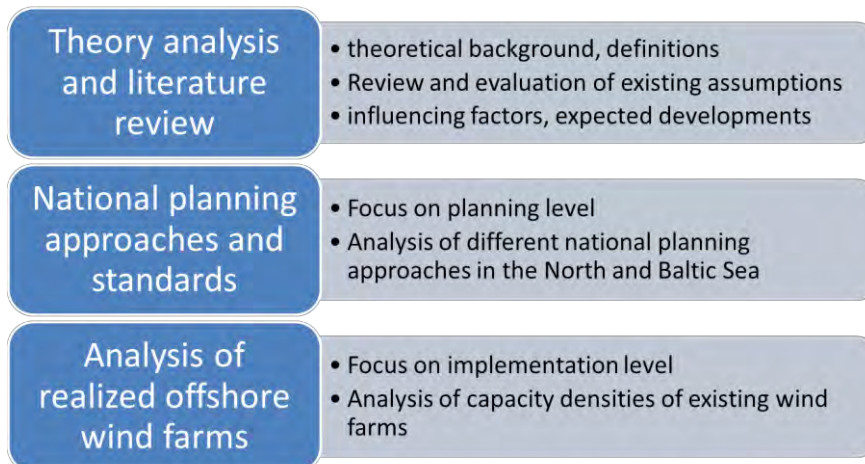 Theory analysis
and literature
review
• theoretical background, definitions
• Review and evaluation of existing assumptions
• influencing factors, expected developments
National planning
approaches and
standards
• Focus on planning level
• Analysis of different national planning
approaches in the North and Baltic Sea
Analysis of
realized offshore
wind farms
• Focus on implementation level
• Analysis of capacity densities of existing wind
farms